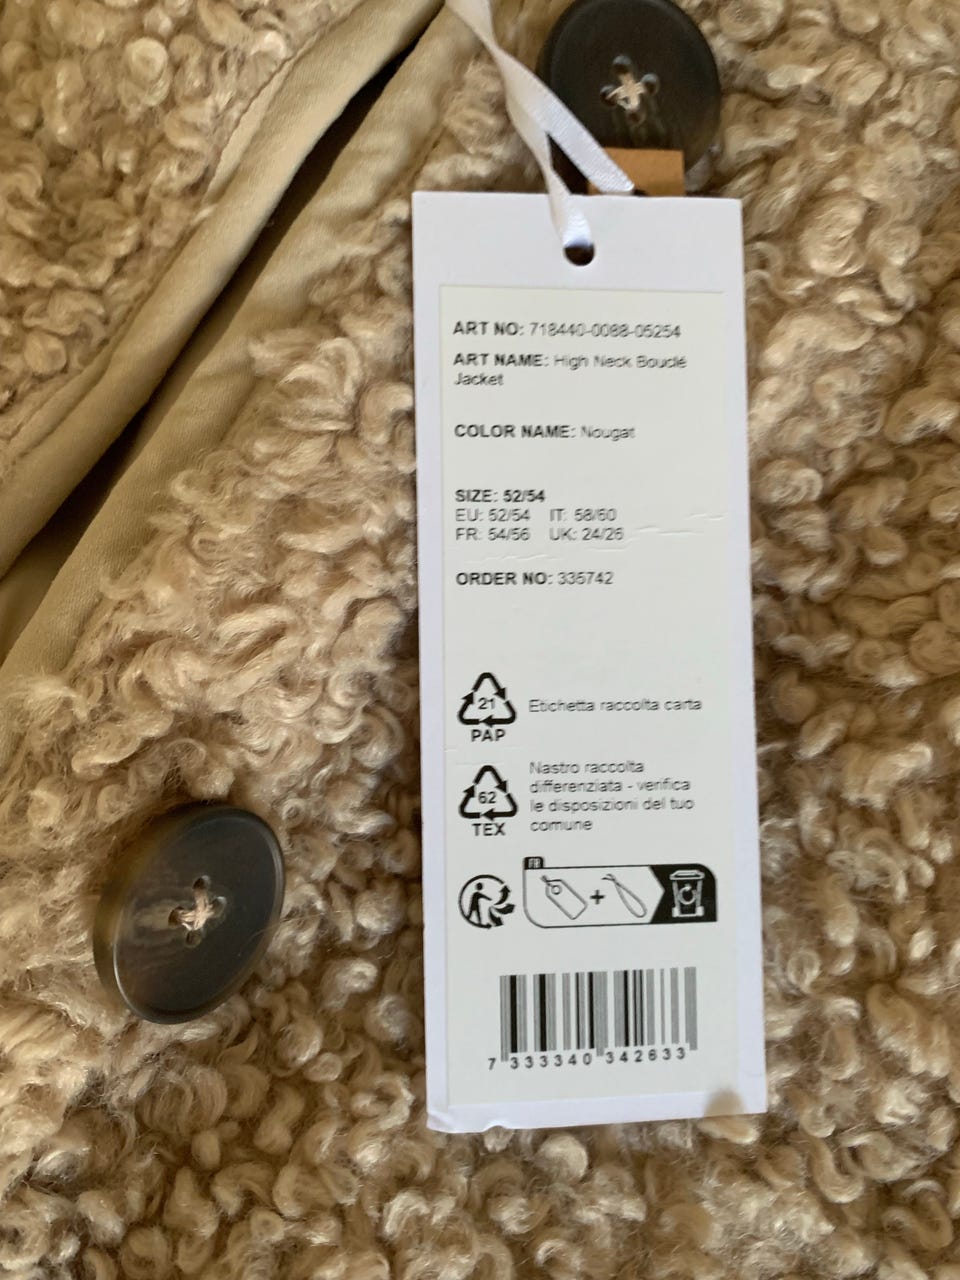 ART NO: 718440-0088-05254
ART NAME: High Neck Bouclé
Jacket
COLOR NAME: Nougat
SIZE: 52/54
EU: 52/54 IT: 58/60
FR: 54/56 UK: 24/26
ORDER NO: 335742
21
PAP
Etichetta raccolta carta
62
TEX
Nastro raccolta
differenziata - verifica
le disposizioni del tuo
comune
FR
+
7 333340 342633